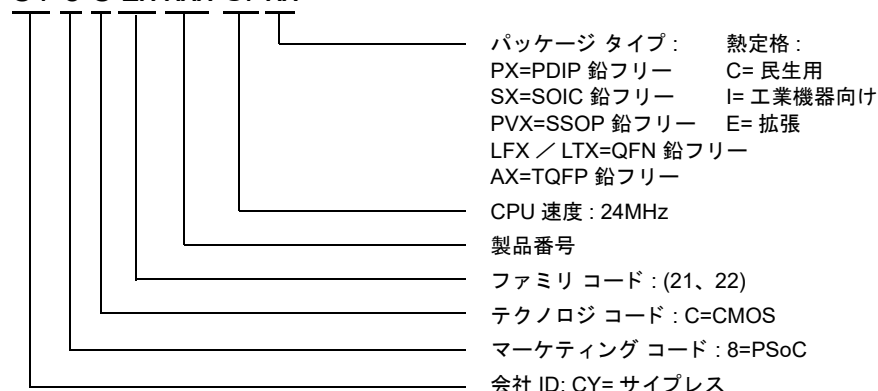 パッケージ タイプ : 熱定格 :
PX=PDIP 鉛フリー C= 民生用
SX=SOIC 鉛フリー I= 工業機器向け
PVX=SSOP 鉛フリー E= 拡張
LFX ／ LTX=QFN 鉛フリー
AX=TQFP 鉛フリー
CPU 速度 : 24MHz
製品番号
ファミリ コード : (21、22)
テクノロジ コード : C=CMOS
マーケティング コード : 8=PSoC
会社 ID: CY= サイプレス